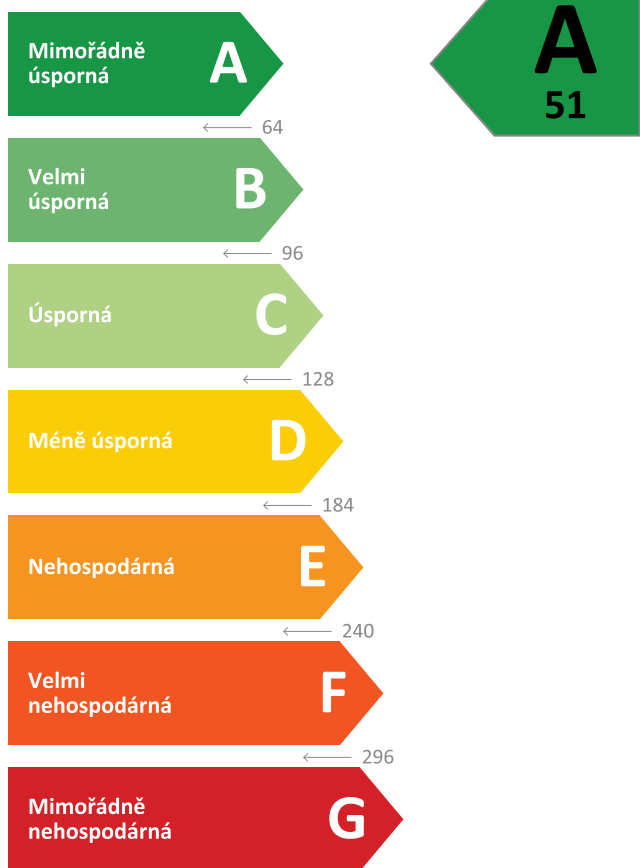 Mimořádně
úsporná
A
A
51
64
Velmi
úsporná
B
96
Úsporná
C
128
Méně úsporná
D
184
Nehospodárná
E
240
Velmi
nehospodárná
F
296
Mimořádně
nehospodárná
G